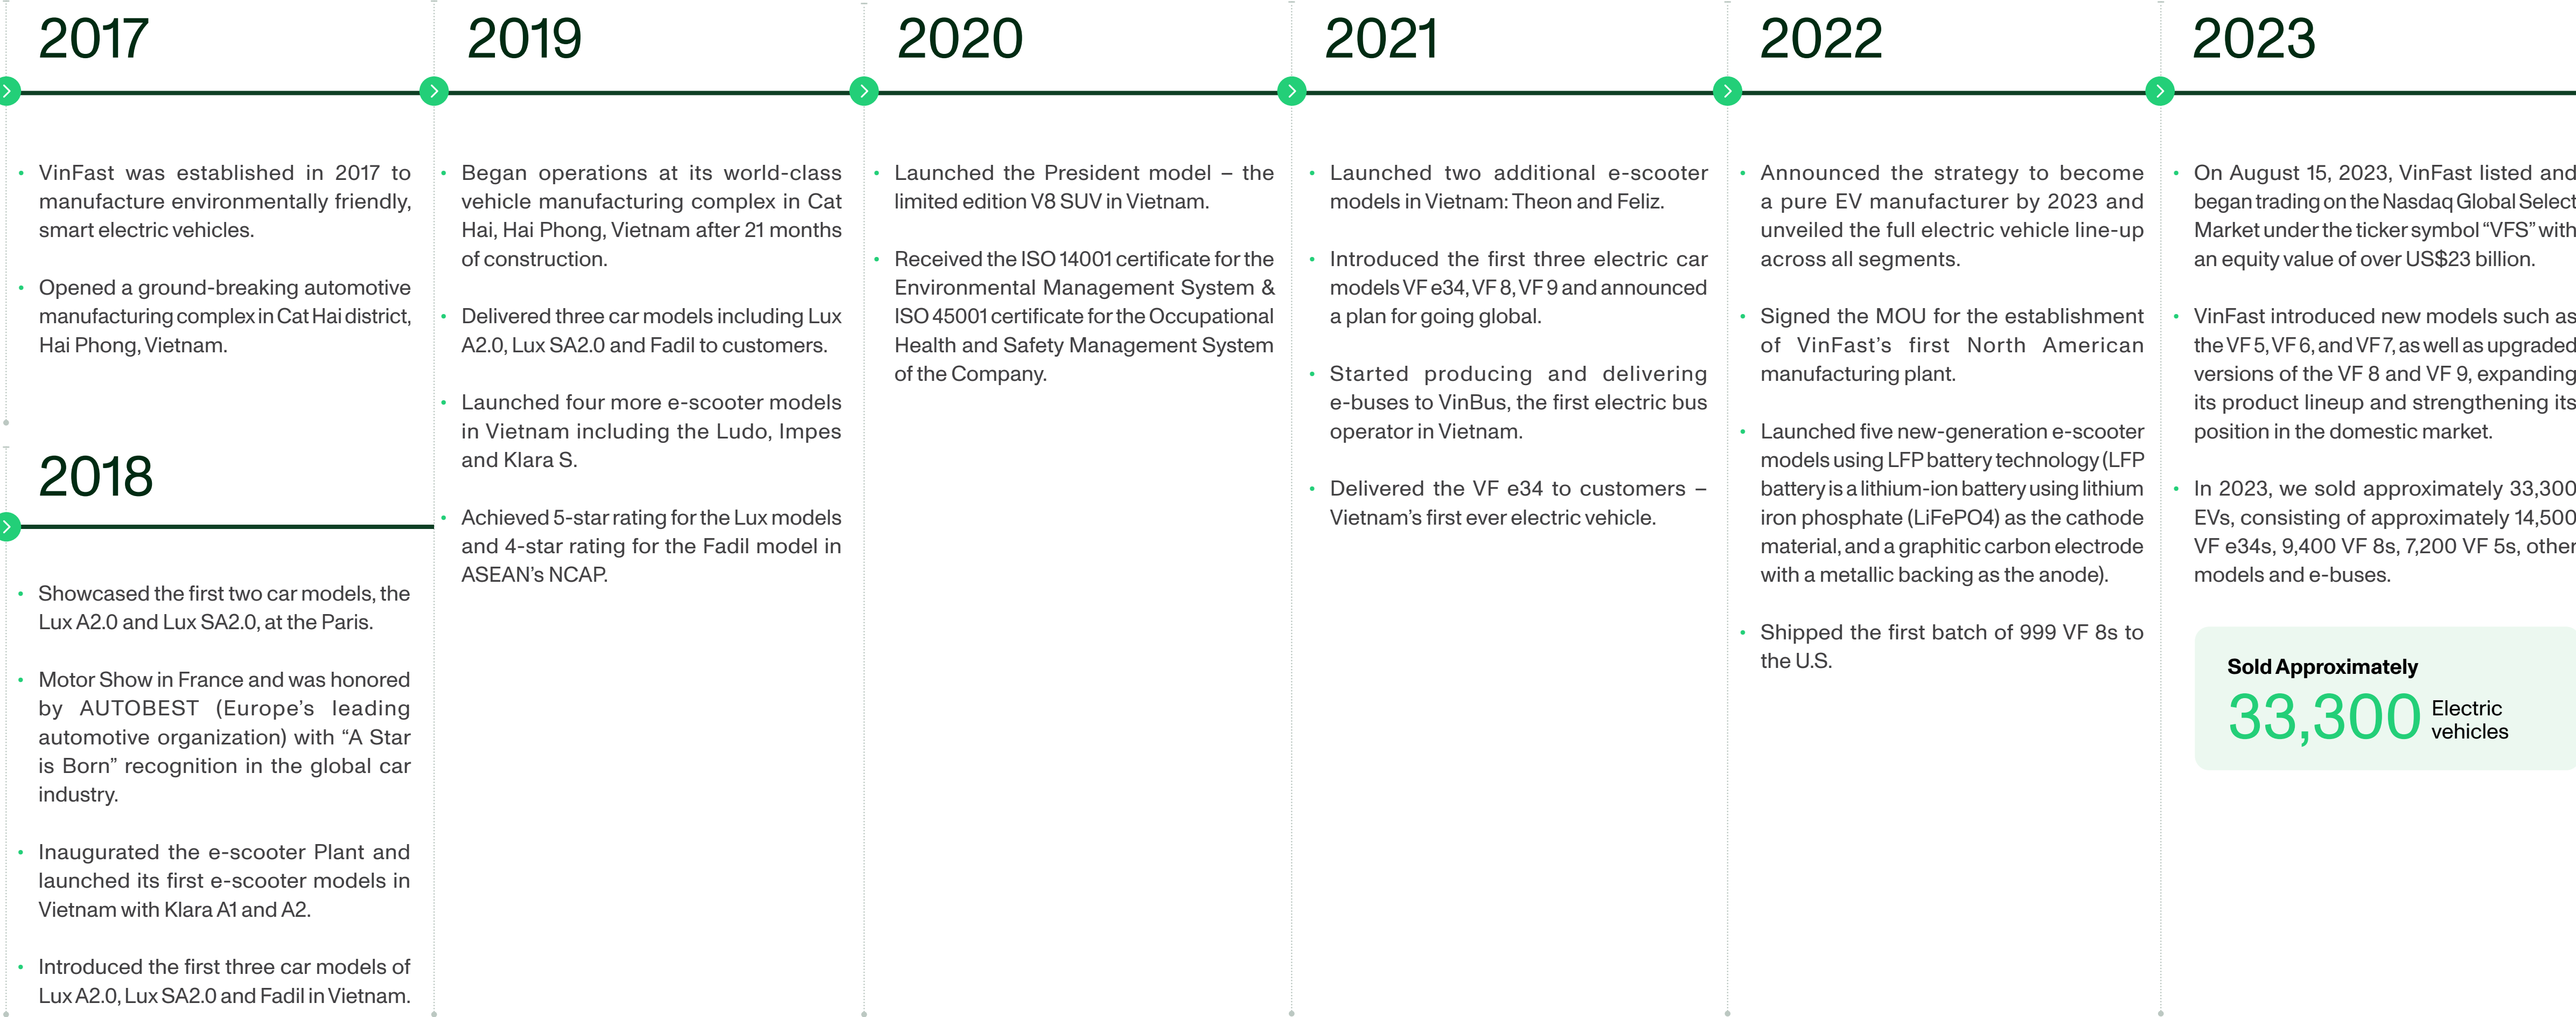 2017
• VinFast was established in 2017 to
manufacture environmentally friendly,
smart electric vehicles.
• Opened a ground-breaking automotive
manufacturing complex in Cat Hai district,
Hai Phong, Vietnam.
2018
• Showcased the first two car models, the
Lux A2.0 and Lux SA2.0, at the Paris.
• Motor Show in France and was honored
by AUTOBEST (Europe's leading
automotive organization) with “A Star
is Born” recognition in the global car
industry.
• Inaugurated the e-scooter Plant and
launched its first e-scooter models in
Vietnam with Klara A1 and A2.
• Introduced the first three car models of
Lux A2.0, Lux SA2.0 and Fadil in Vietnam.
2019
• Began operations at its world-class
vehicle manufacturing complex in Cat
Hai, Hai Phong, Vietnam after 21 months
of construction.
• Delivered three car models including Lux
A2.0, Lux SA2.0 and Fadil to customers.
• Launched four more e-scooter models
in Vietnam including the Ludo, Impes
and Klara S.
• Achieved 5-star rating for the Lux models
and 4-star rating for the Fadil model in
ASEAN's NCAP.
2020
• Launched the President model – the
limited edition V8 SUV in Vietnam.
• Received the ISO 14001 certificate for the
Environmental Management System &
ISO 45001 certificate for the Occupational
Health and Safety Management System
of the Company.
2021
• Launched two additional e-scooter
models in Vietnam: Theon and Feliz.
• Introduced the first three electric car
models VF e34, VF 8, VF 9 and announced
a plan for going global.
• Started producing and delivering
e-buses to VinBus, the first electric bus
operator in Vietnam.
• Delivered the VF e34 to customers –
Vietnam's first ever electric vehicle.
2022
• Announced the strategy to become
a pure EV manufacturer by 2023 and
unveiled the full electric vehicle line-up
across all segments.
• Signed the MOU for the establishment
of VinFast's first North American
manufacturing plant.
• Launched five new-generation e-scooter
models using LFP battery technology (LFP
battery is a lithium-ion battery using lithium
iron phosphate (LiFePO4) as the cathode
material, and a graphitic carbon electrode
with a metallic backing as the anode).
• Shipped the first batch of 999 VF 8s to
the U.S.
2023
• On August 15, 2023, VinFast listed and
began trading on the Nasdaq Global Select
Market under the ticker symbol “VFS” with
an equity value of over US$23 billion.
• VinFast introduced new models such as
the VF 5, VF 6, and VF 7, as well as upgraded
versions of the VF 8 and VF 9, expanding
its product lineup and strengthening its
position in the domestic market.
• In 2023, we sold approximately 33,300
EVs, consisting of approximately 14,500
VF e34s, 9,400 VF 8s, 7,200 VF 5s, other
models and e-buses.
Sold Approximately
33,300 Electric
vehicles